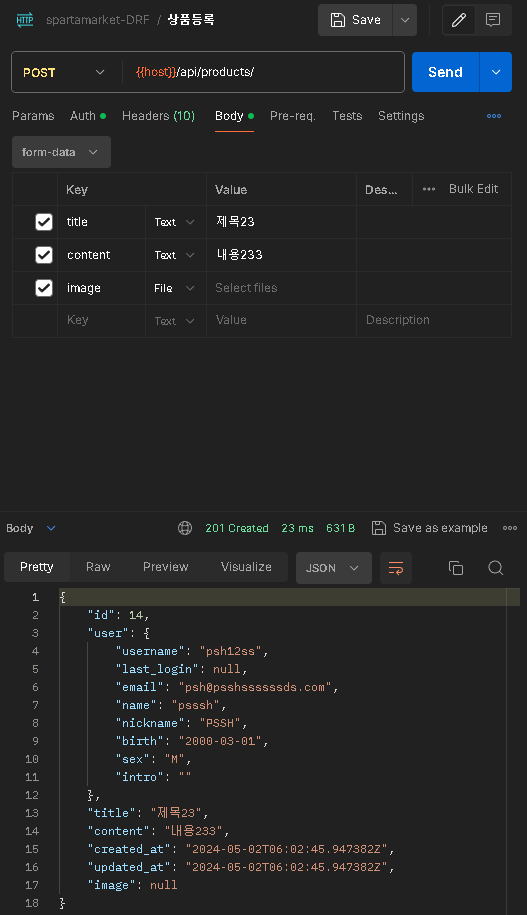 HTTP spartamarket-DRF / 상품등록 Save
POST {{host}}/api/products/ Send
Params Auth Headers (10) Body Pre-req. Tests Settings
form-data
Key Value Des... Bulk Edit
title Text 제목23
content Text 내용233
image File Select files
Key Text Value Description
Body 201 Created 23 ms 631 B Save as example
Pretty Raw Preview Visualize JSON
1 {
2 "id": 14,
3 "user": {
4 "username": "psh12ss",
5 "last_login": null,
6 "email": "psh@psshssssssds.com",
7 "name": "psssh",
8 "nickname": "PSSH",
9 "birth": "2000-03-01",
10 "sex": "M",
11 "intro": ""
12 },
13 "title": "제목23",
14 "content": "내용233",
15 "created_at": "2024-05-02T06:02:45.947382Z",
16 "updated_at": "2024-05-02T06:02:45.947382Z",
17 "image": null
18 }